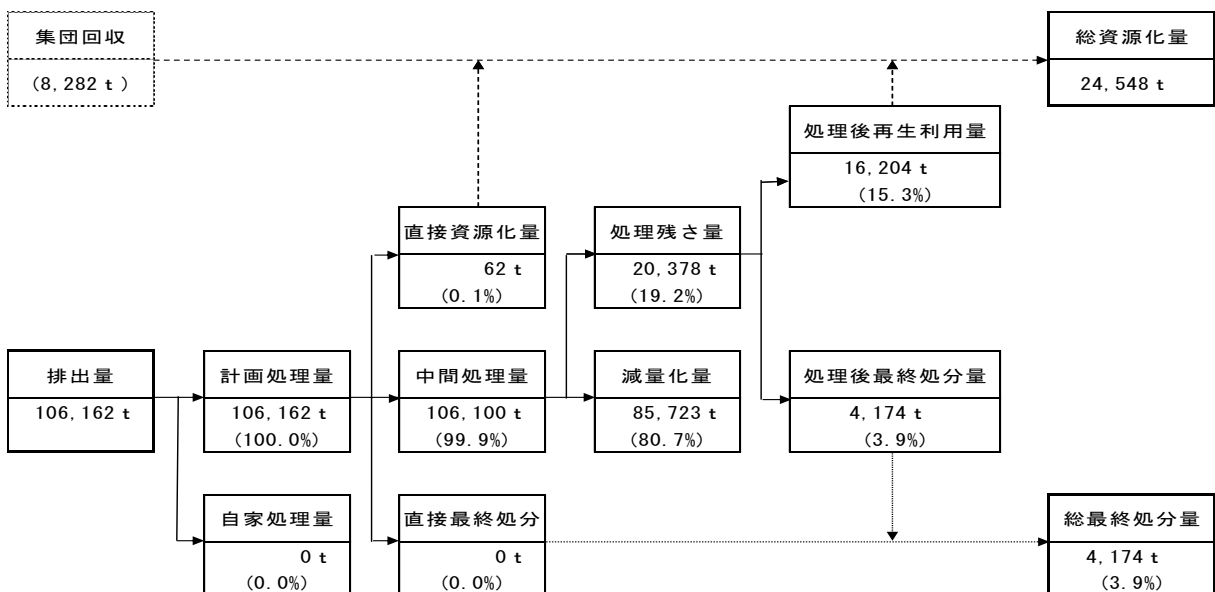 集団回収
(8,282 t)
総資源化量
24,548 t
処理後再生利用量
16,204 t
(15.3%)
直接資源化量
62 t
(0.1%)
処理残さ量
20,378 t
(19.2%)
排出量
106,162 t
計画処理量
106,162 t
(100.0%)
中間処理量
106,100 t
(99.9%)
減量化量
85,723 t
(80.7%)
処理後最終処分量
4,174 t
(3.9%)
自家処理量
0 t
(0.0%)
直接最終処分
0 t
(0.0%)
総最終処分量
4,174 t
(3.9%)